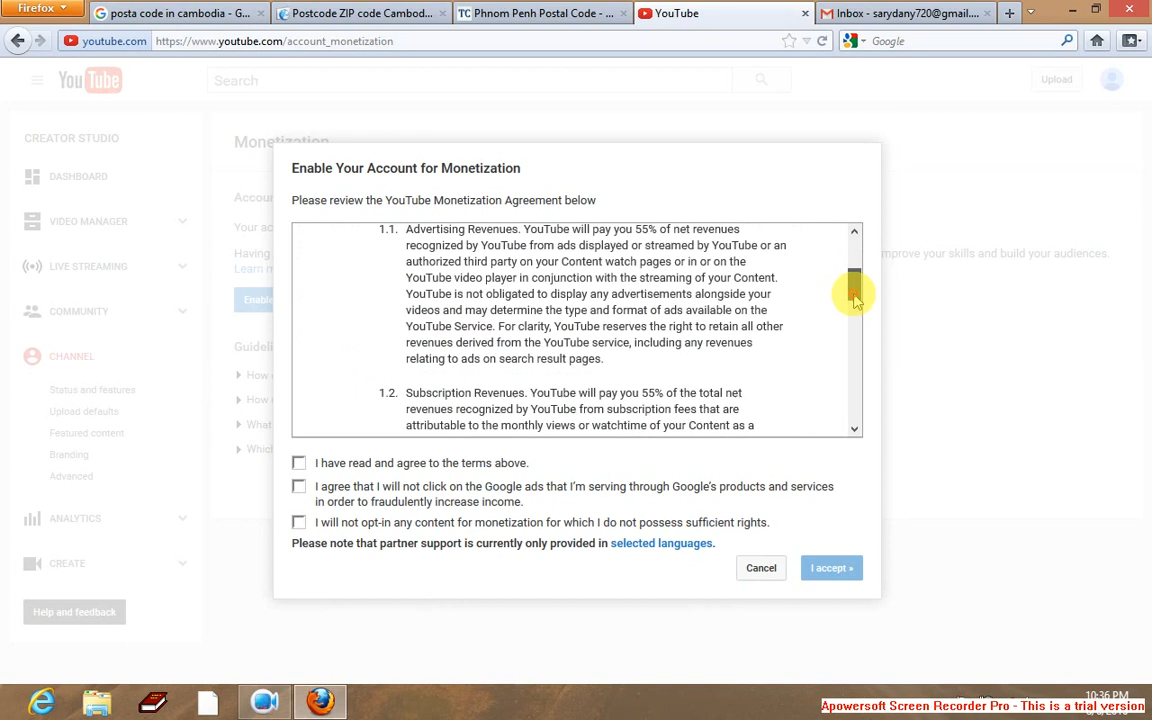 Firefox
posta code in cambodia - G...
Postcode ZIP code Cambod...
Phnom Penh Postal Code - ...
YouTube
Inbox - sarydany720@gmail....
youtube.com
https://www.youtube.com/account_monetization
Google
YouTube
Search
Upload
CREATOR STUDIO
DASHBOARD
VIDEO MANAGER
LIVE STREAMING
COMMUNITY
CHANNEL
Status and features
Upload defaults
Featured content
Branding
Advanced
ANALYTICS
CREATE
Help and feedback
Enable Your Account for Monetization
Please review the YouTube Monetization Agreement below
1.1. Advertising Revenues. YouTube will pay you 55% of net revenues
recognized by YouTube from ads displayed or streamed by YouTube or an
authorized third party on your Content watch pages or in or on the
YouTube video player in conjunction with the streaming of your Content.
YouTube is not obligated to display any advertisements alongside your
videos and may determine the type and format of ads available on the
YouTube Service. For clarity, YouTube reserves the right to retain all other
revenues derived from the YouTube service, including any revenues
relating to ads on search result pages.
1.2. Subscription Revenues. YouTube will pay you 55% of the total net
revenues recognized by YouTube from subscription fees that are
attributable to the monthly views or watchtime of your Content as a
I have read and agree to the terms above.
I agree that I will not click on the Google ads that I'm serving through Google's products and services
in order to fraudulently increase income.
I will not opt-in any content for monetization for which I do not possess sufficient rights.
Please note that partner support is currently only provided in selected languages.
Cancel
I accept »
Monetization
Accou
Your ac
Having
Learn m
Enable
improve your skills and build your audiences.
Guideli
How
How
What
Which
10:36 PM
Apowersoft Screen Recorder Pro - This is a trial version